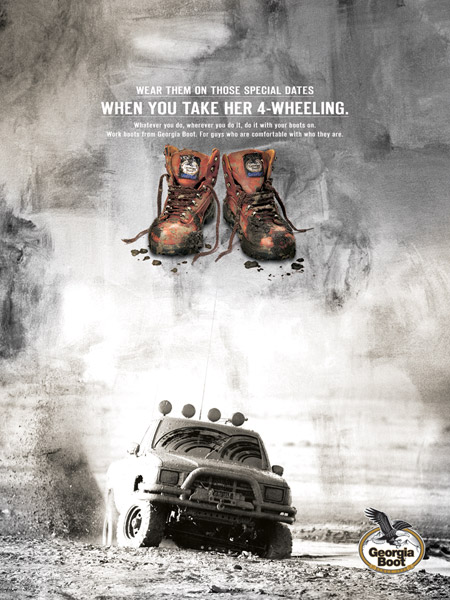 WEAR THEM ON THOSE SPECIAL DATES
WHEN YOU TAKE HER 4-WHEELING.
Whatever you do, wherever you do it, do it with your boots on.
Work boots from Georgia Boot. For guys who are comfortable with who they are.
Georgia
Boot